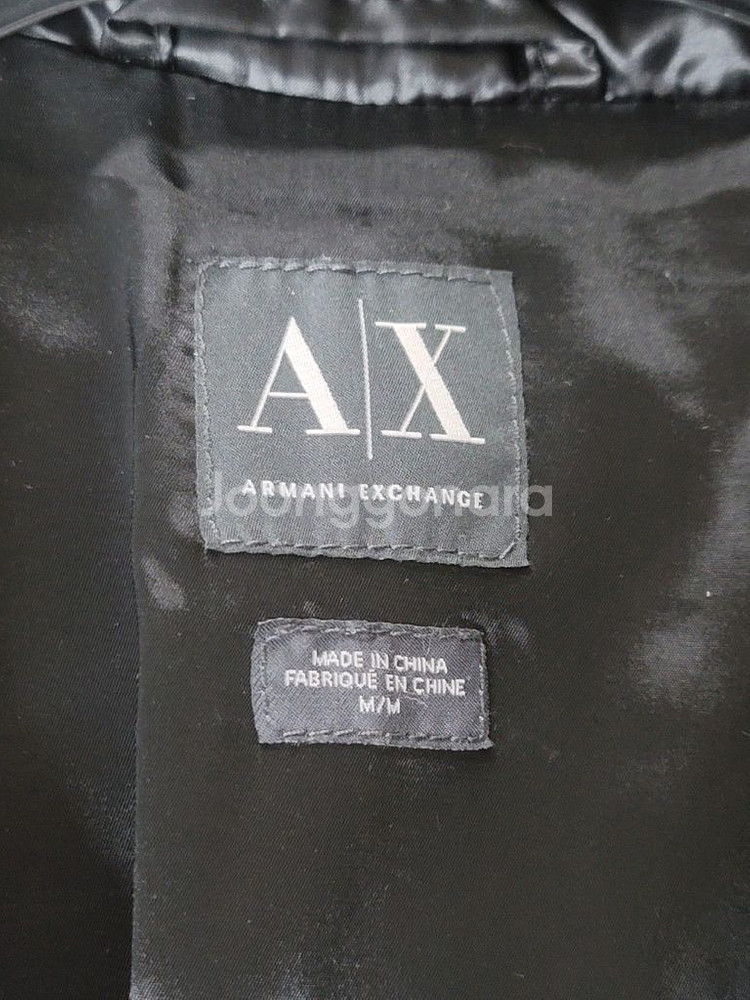 A|X
ARMANI EXCHANGE
Joonggonara
MADE IN CHINA
FABRIQUÉ EN CHINE
M/M